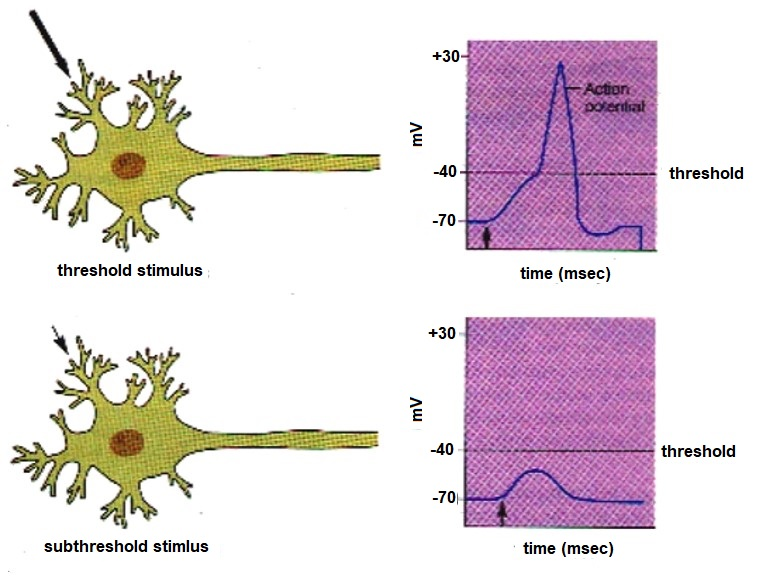 +30
Action
potential
mV
-40
threshold
-70
threshold stimulus
time (msec)
+30
mV
-40
threshold
-70
subthreshold stimlus
time (msec)